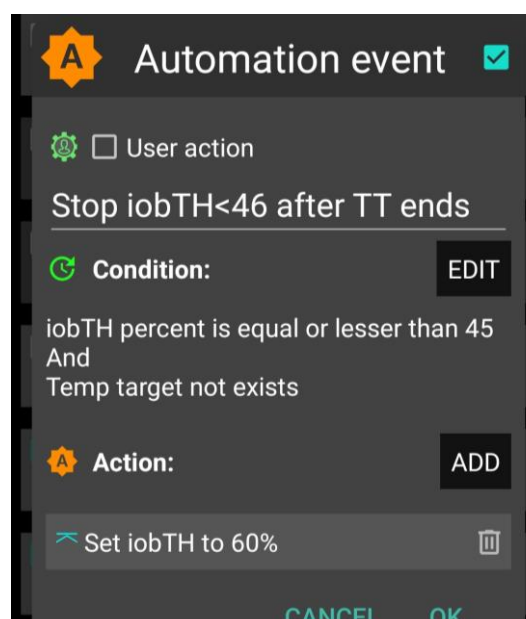 A Automation event
User action
Stop iobTH<46 after TT ends
Condition: EDIT
iobTH percent is equal or lesser than 45
And
Temp target not exists
A Action: ADD
Set iobTH to 60%
CANCEL OK